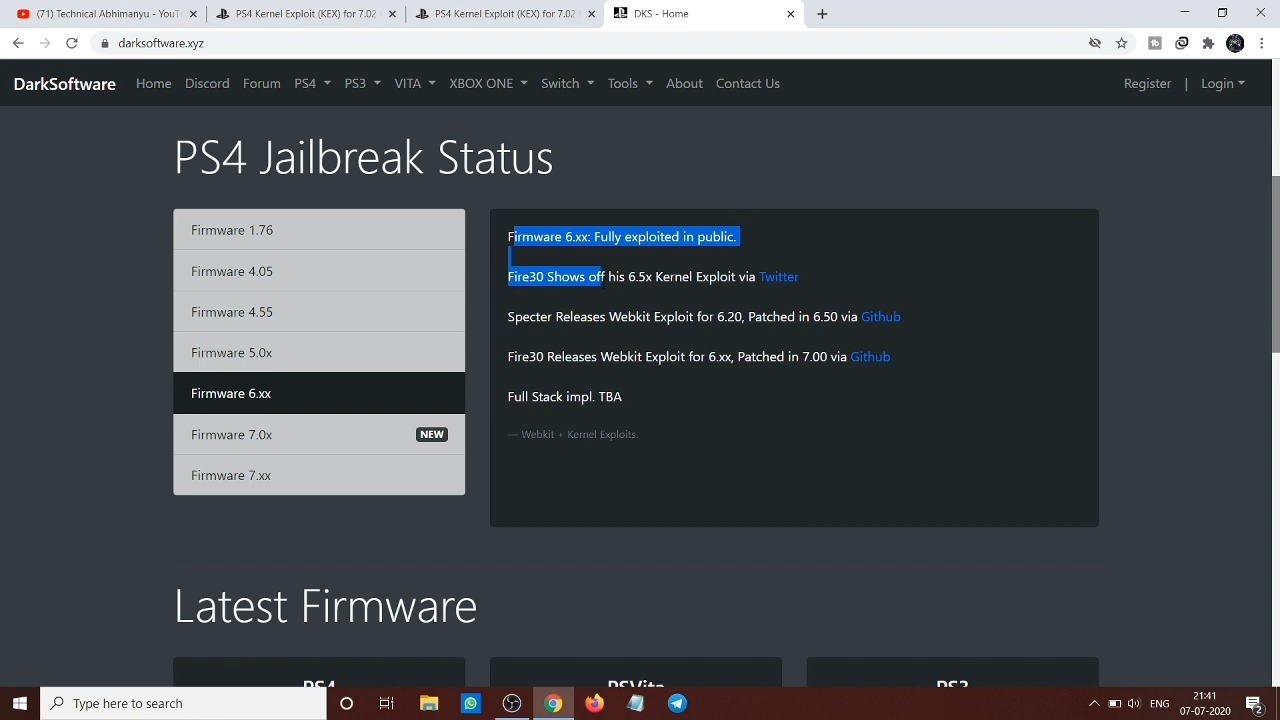 (71) Technical Abhimanyu - YouT
PS4 Kernel Exploit (KEX) for 7.02
PS4 Kernel Exploit (KEX) for 7.02
DKS - Home
darksoftware.xyz
DarkSoftware Home Discord Forum PS4 PS3 VITA XBOX ONE Switch Tools About Contact Us Register | Login
PS4 Jailbreak Status
Firmware 1.76
Firmware 4.05
Firmware 4.55
Firmware 5.0x
Firmware 6.xx
Firmware 7.0x NEW
Firmware 7.xx
Firmware 6.xx: Fully exploited in public.
Fire30 Shows off his 6.5x Kernel Exploit via Twitter
Specter Releases Webkit Exploit for 6.20, Patched in 6.50 via Github
Fire30 Releases Webkit Exploit for 6.xx, Patched in 7.00 via Github
Full Stack impl. TBA
— Webkit + Kernel Exploits.
Latest Firmware
PS4 PSVita PS3
Type here to search
ENG
21:41
07-07-2020
2